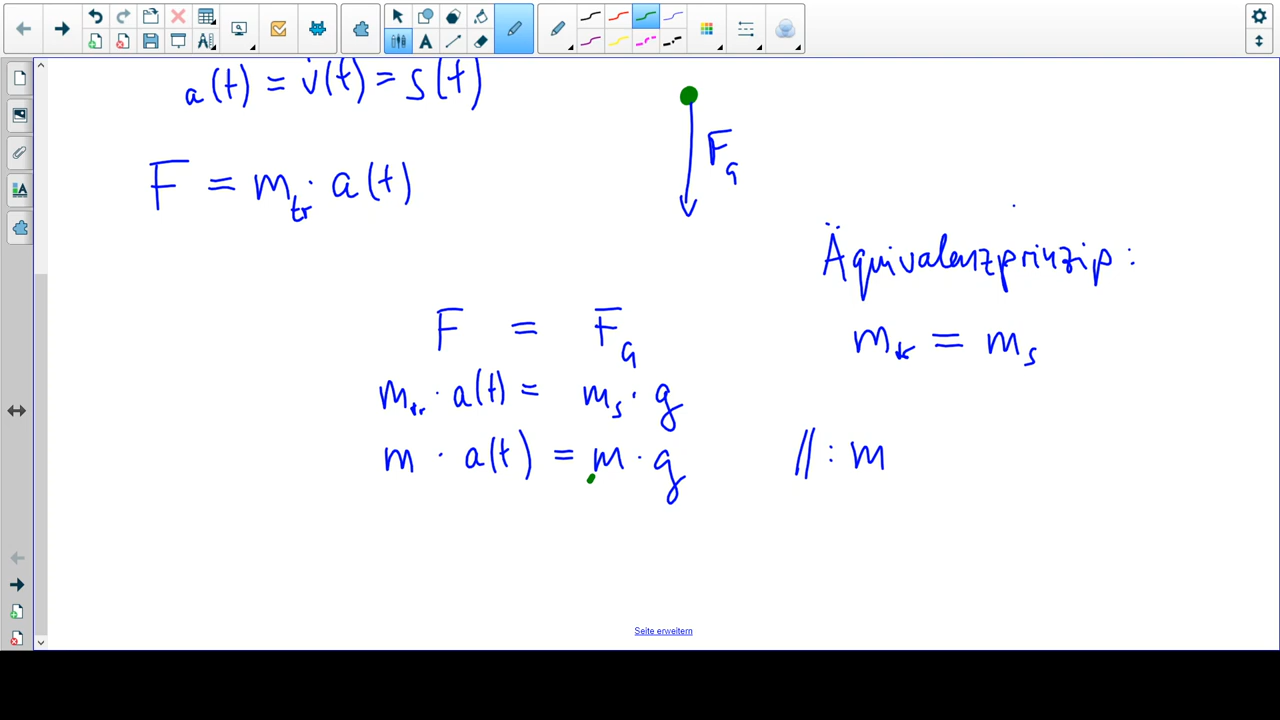 a(t) = v̇(t) = s(t)
F = m_tr · a(t)
F_G
Äquivalenzprinzip:
m_tr = m_s
F = F_G
m_tr · a(t) = m_s · g
m · a(t) = m · g // : m
Seite erweitern